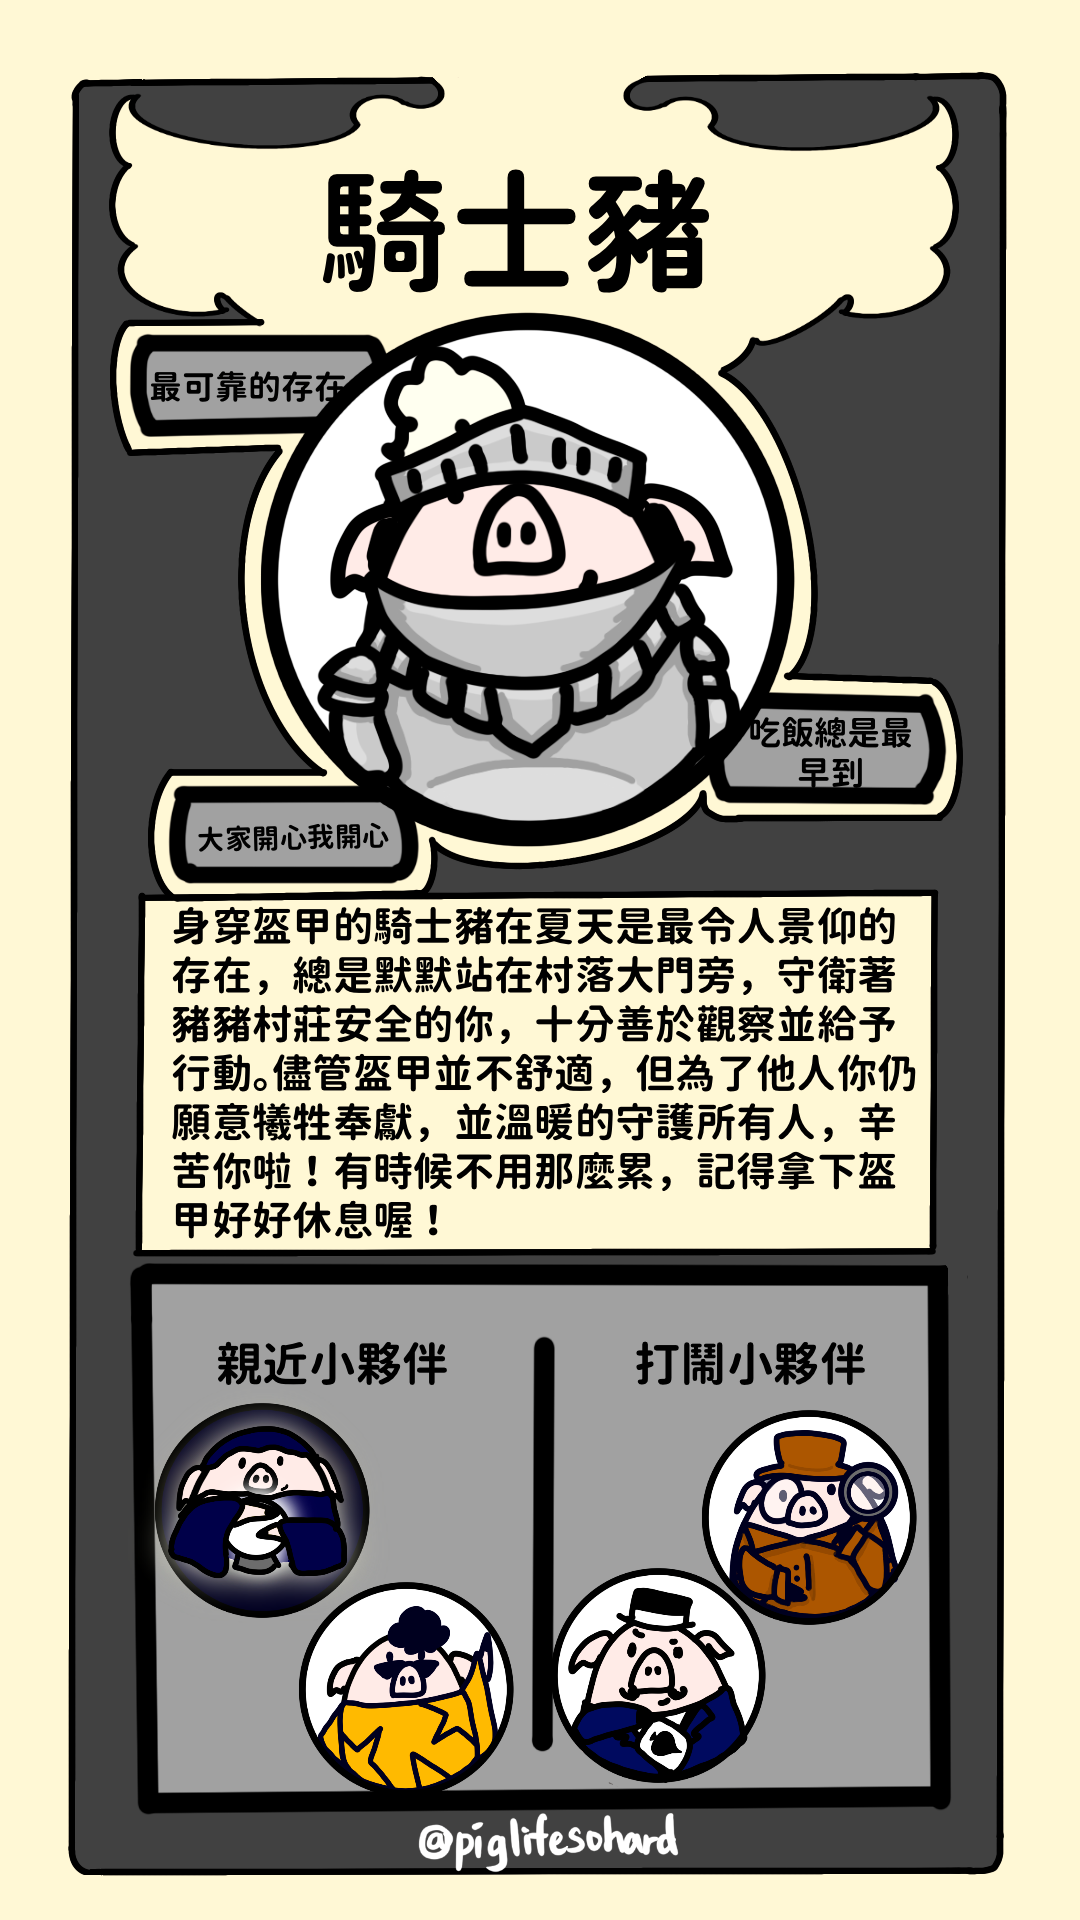 騎士豬
最可靠的存在
吃飯總是最
早到
大家開心我開心
身穿盔甲的騎士豬在夏天是最令人景仰的
存在，總是默默站在村落大門旁，守衛著
豬豬村莊安全的你，十分善於觀察並給予
行動。儘管盔甲並不舒適，但為了他人你仍
願意犧牲奉獻，並溫暖的守護所有人，辛
苦你啦！有時候不用那麼累，記得拿下盔
甲好好休息喔！
親近小夥伴
打鬧小夥伴
@piglifesohard